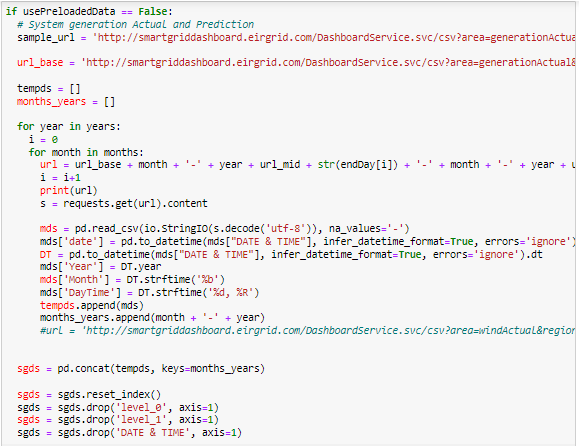 if usePreloadedData == False:
# System generation Actual and Prediction
sample_url = 'http://smartgriddashboard.eirgrid.com/DashboardService.svc/csv?area=generationActua
url_base = 'http://smartgriddashboard.eirgrid.com/DashboardService.svc/csv?area=generationActual&
tempds = []
months_years = []
for year in years:
i = 0
for month in months:
url = url_base + month + '-' + year + url_mid + str(endDay[i]) + '-' + month + '-' + year + u
i = i+1
print(url)
s = requests.get(url).content
mds = pd.read_csv(io.StringIO(s.decode('utf-8')), na_values='-')
mds['date'] = pd.to_datetime(mds["DATE & TIME"], infer_datetime_format=True, errors='ignore')
DT = pd.to_datetime(mds["DATE & TIME"], infer_datetime_format=True, errors='ignore').dt
mds['Year'] = DT.year
mds['Month'] = DT.strftime('%b')
mds['DayTime'] = DT.strftime('%d, %R')
tempds.append(mds)
months_years.append(month + '-' + year)
#url = 'http://smartgriddashboard.eirgrid.com/DashboardService.svc/csv?area=windActual&region
sgds = pd.concat(tempds, keys=months_years)
sgds = sgds.reset_index()
sgds = sgds.drop('level_0', axis=1)
sgds = sgds.drop('level_1', axis=1)
sgds = sgds.drop('DATE & TIME', axis=1)